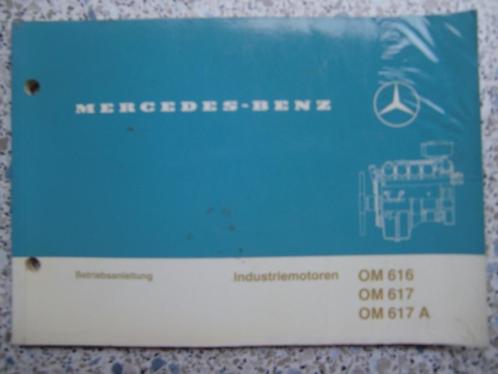 MERCEDES-BENZ
Betriebsanleitung Industriemotoren OM 616
OM 617
OM 617 A